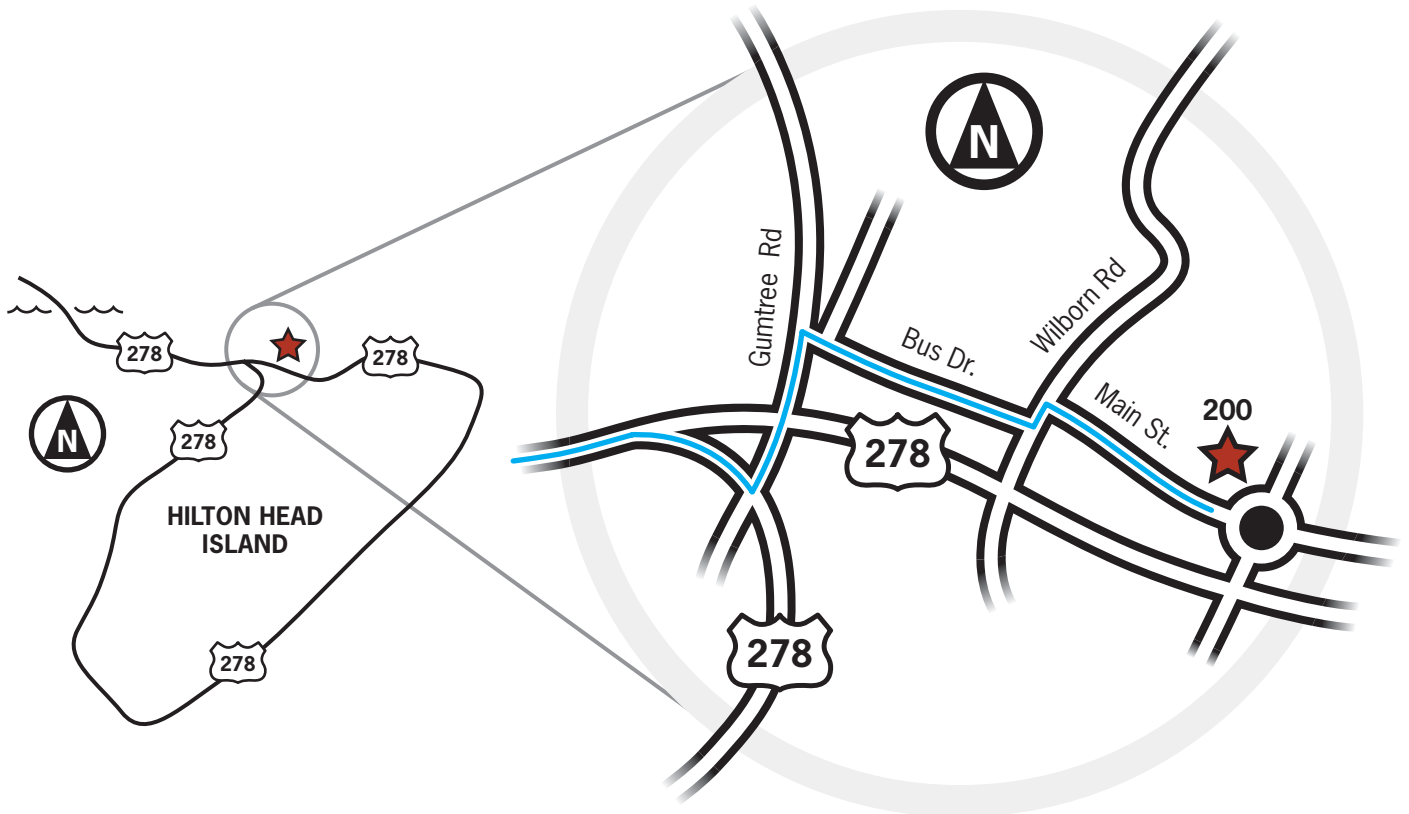 278
278
N
278
HILTON HEAD
ISLAND
278
N
Gumtree Rd
Bus Dr.
Wilborn Rd
Main St.
200
278
278